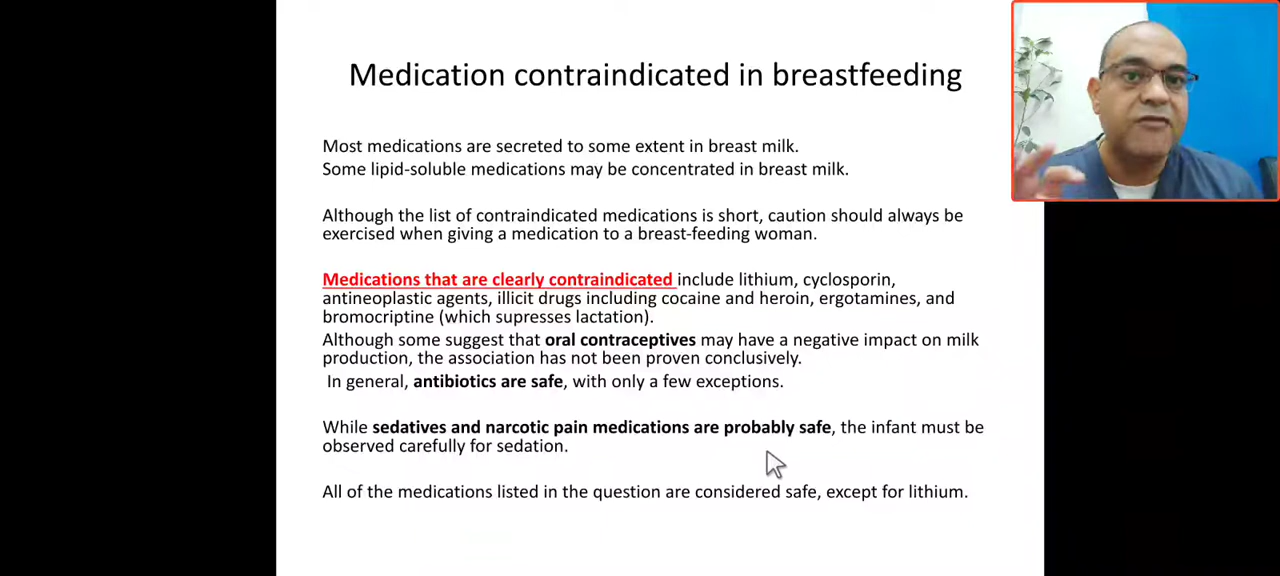 Medication contraindicated in breastfeeding
Most medications are secreted to some extent in breast milk.
Some lipid-soluble medications may be concentrated in breast milk.
Although the list of contraindicated medications is short, caution should always be
exercised when giving a medication to a breast-feeding woman.
Medications that are clearly contraindicated include lithium, cyclosporin,
antineoplastic agents, illicit drugs including cocaine and heroin, ergotamines, and
bromocriptine (which supresses lactation).
Although some suggest that oral contraceptives may have a negative impact on milk
production, the association has not been proven conclusively.
In general, antibiotics are safe, with only a few exceptions.
While sedatives and narcotic pain medications are probably safe, the infant must be
observed carefully for sedation.
All of the medications listed in the question are considered safe, except for lithium.